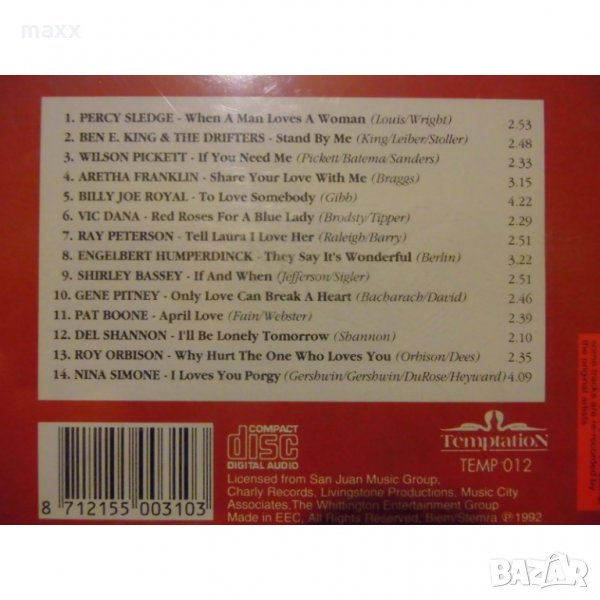 maxx
1. PERCY SLEDGE - When A Man Loves A Woman (Louis/Wright) 2.53
2. BEN E. KING & THE DRIFTERS - Stand By Me (King/Leiber/Stoller) 2.48
3. WILSON PICKETT - If You Need Me (Pickett/Batema/Sanders) 2.33
4. ARETHA FRANKLIN - Share Your Love With Me (Braggs) 3.15
5. BILLY JOE ROYAL - To Love Somebody (Gibb) 4.22
6. VIC DANA - Red Roses For A Blue Lady (Brodsty/Tipper) 2.29
7. RAY PETERSON - Tell Laura I Love Her (Raleigh/Barry) 2.51
8. ENGELBERT HUMPERDINCK - They Say It's Wonderful (Berlin) 3.22
9. SHIRLEY BASSEY - If And When (Jefferson/Sigler) 2.51
10. GENE PITNEY - Only Love Can Break A Heart (Bacharach/David) 2.46
11. PAT BOONE - April Love (Fain/Webster) 2.39
12. DEL SHANNON - I'll Be Lonely Tomorrow (Shannon) 2.10
13. ROY ORBISON - Why Hurt The One Who Loves You (Orbison/Dees) 2.35
14. NINA SIMONE - I Loves You Porgy (Gershwin/Gershwin/DuRose/Heyward) 4.09
some tracks are re-recorded by
the original artists
COMPACT
disc
DIGITAL AUDIO
TemptatioN
TEMP 012
Licensed from San Juan Music Group,
Charly Records, Livingstone Productions, Music City
Associates,The Whittington Entertainment Group
Made in EEC, All Rights Reserved, Biem/Stemra ℗ 1992
8 712155 003103
BAZAR